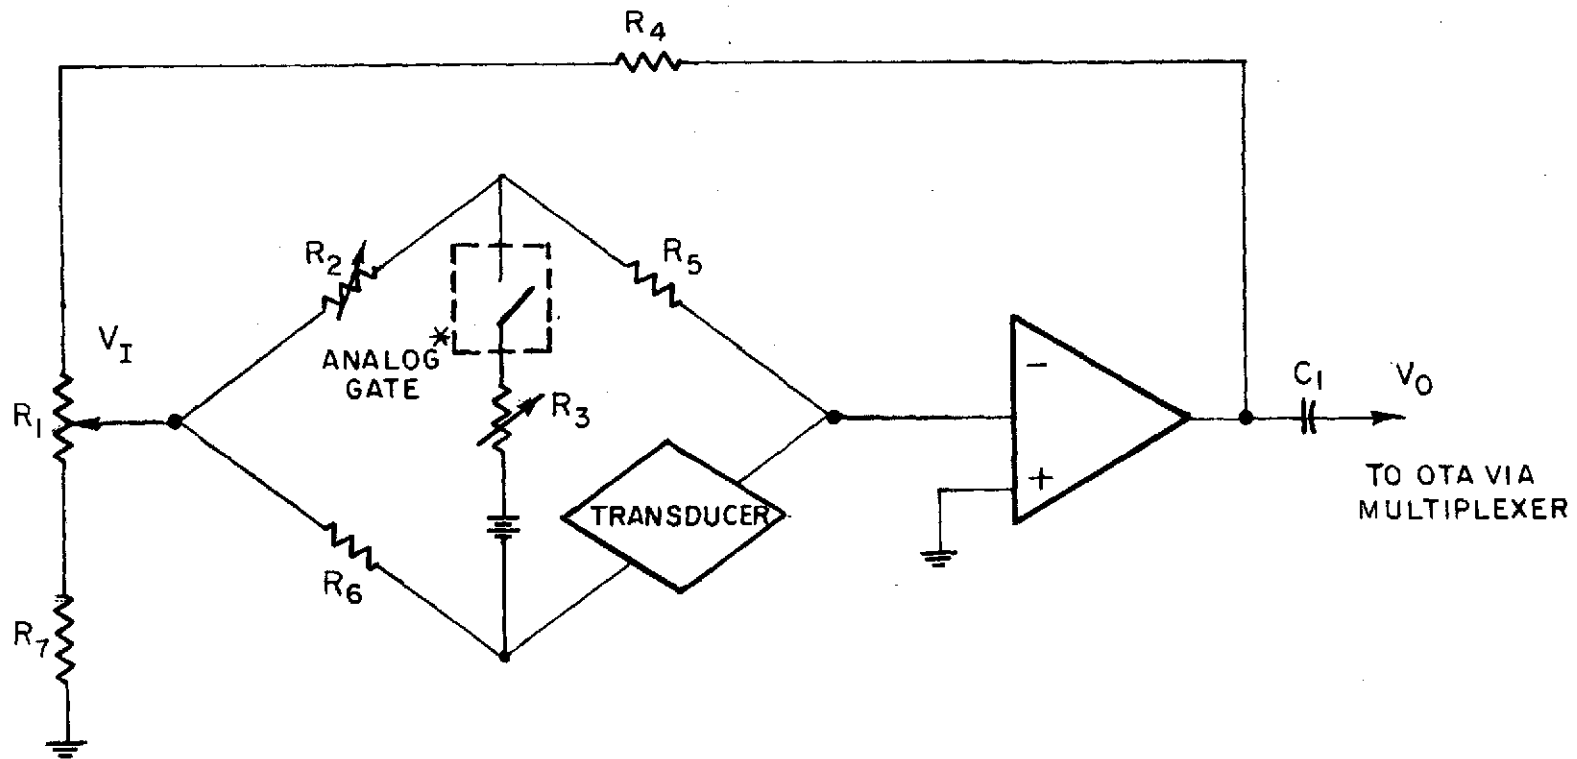 R4
R2
R5
VI
*
ANALOG
GATE
R3
R1
C1
VO
-
+
TO OTA VIA
MULTIPLEXER
TRANSDUCER
R6
R7